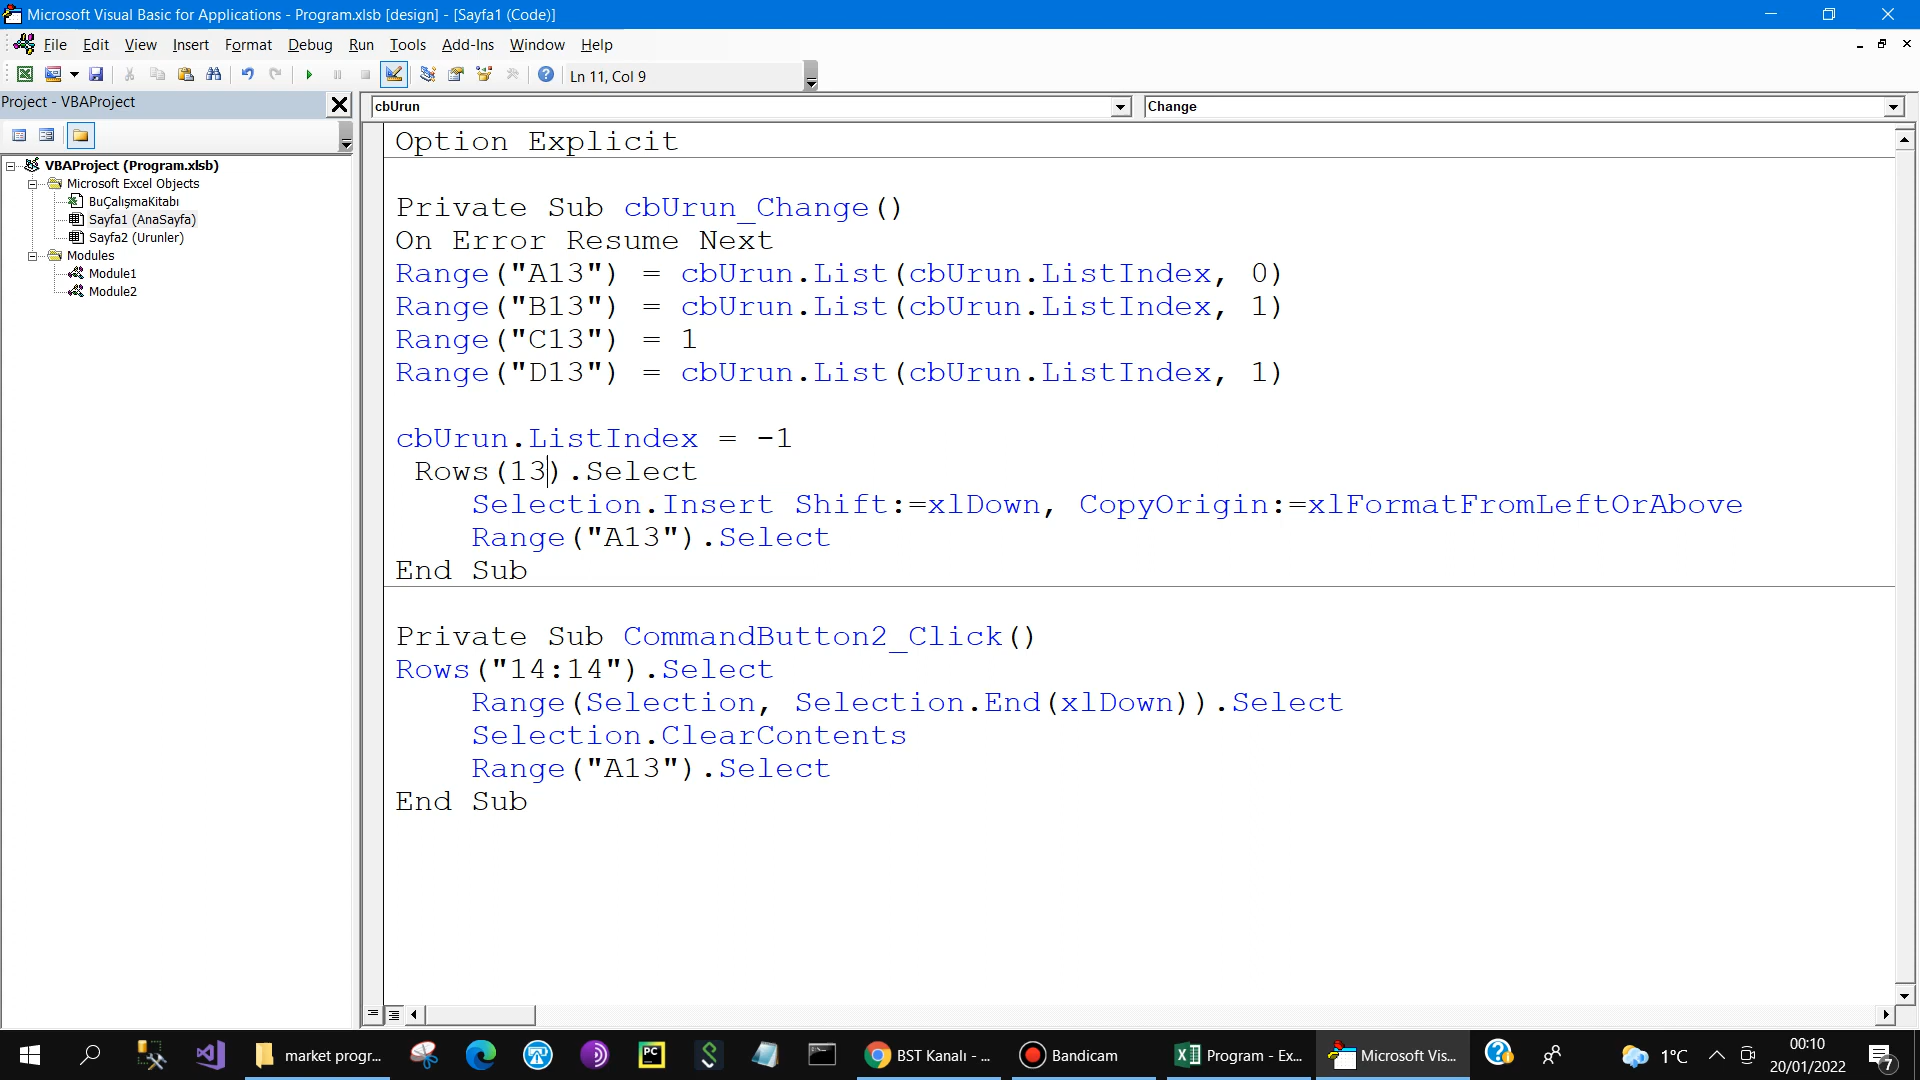 Microsoft Visual Basic for Applications - Program.xlsb [design] - [Sayfa1 (Code)]
File Edit View Insert Format Debug Run Tools Add-Ins Window Help
Ln 11, Col 9
Project - VBAProject
cbUrun
Change
VBAProject (Program.xlsb)
Microsoft Excel Objects
BuÇalışmaKitabı
Sayfa1 (AnaSayfa)
Sayfa2 (Urunler)
Modules
Module1
Module2
Option Explicit
Private Sub cbUrun_Change()
On Error Resume Next
Range("A13") = cbUrun.List(cbUrun.ListIndex, 0)
Range("B13") = cbUrun.List(cbUrun.ListIndex, 1)
Range("C13") = 1
Range("D13") = cbUrun.List(cbUrun.ListIndex, 1)
cbUrun.ListIndex = -1
Rows(13).Select
Selection.Insert Shift:=xlDown, CopyOrigin:=xlFormatFromLeftOrAbove
Range("A13").Select
End Sub
Private Sub CommandButton2_Click()
Rows("14:14").Select
Range(Selection, Selection.End(xlDown)).Select
Selection.ClearContents
Range("A13").Select
End Sub
market progr...
PC
BST Kanalı - ...
Bandicam
Program - Ex...
Microsoft Vis...
1°C
00:10
20/01/2022
7